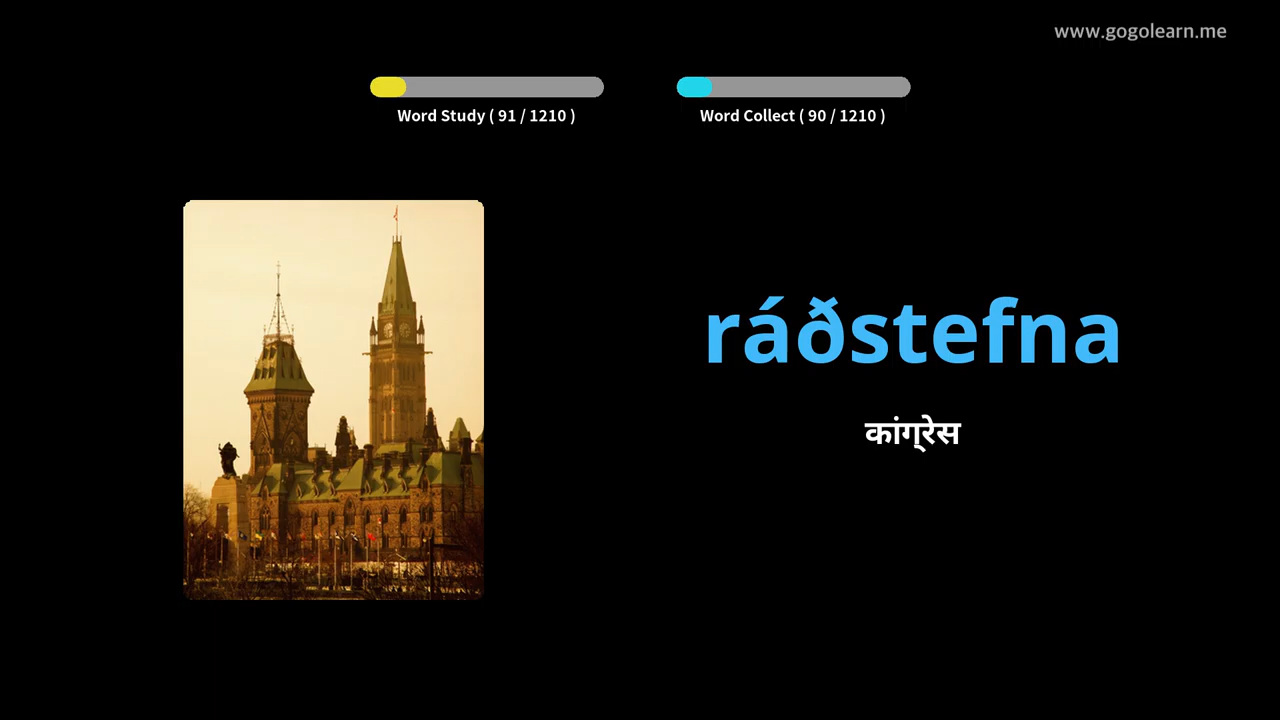 www.gogolearn.me
Word Study ( 91 / 1210 )
Word Collect ( 90 / 1210 )
ráðstefna
कांग्रेस